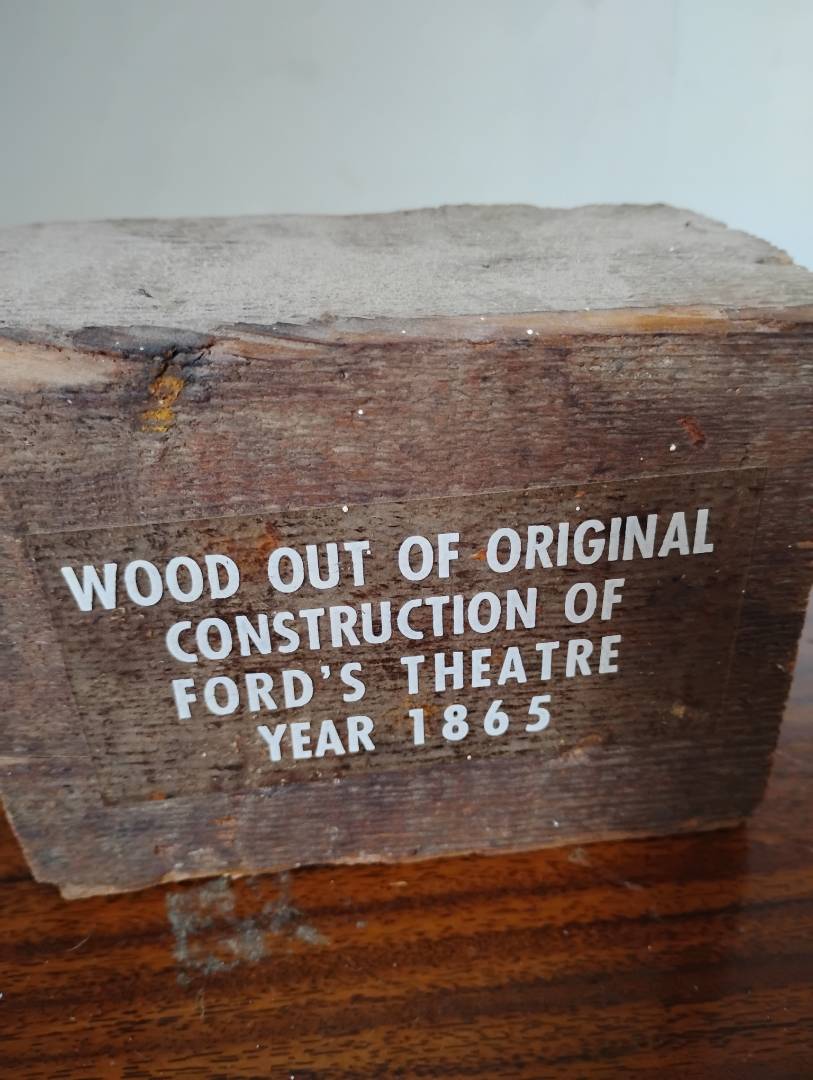 WOOD OUT OF ORIGINAL
CONSTRUCTION OF
FORD'S THEATRE
YEAR 1865